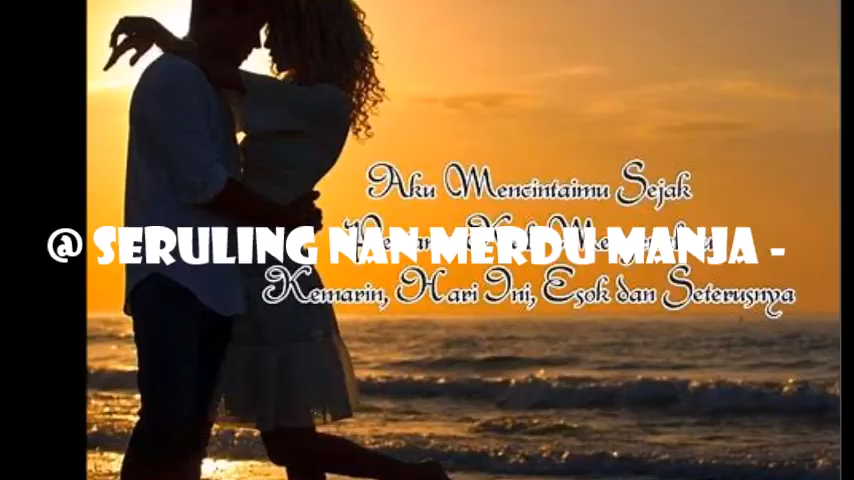 Aku Mencintaimu Sejak
@ SERULING NAN MERDU MANJA -
Kemarin, Hari Ini, Esok dan Seterusnya